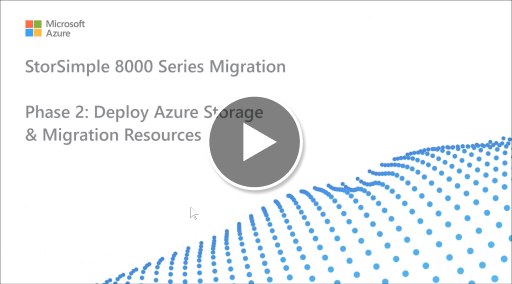 Microsoft
Azure
StorSimple 8000 Series Migration
Phase 2: Deploy Azure Storage
& Migration Resources